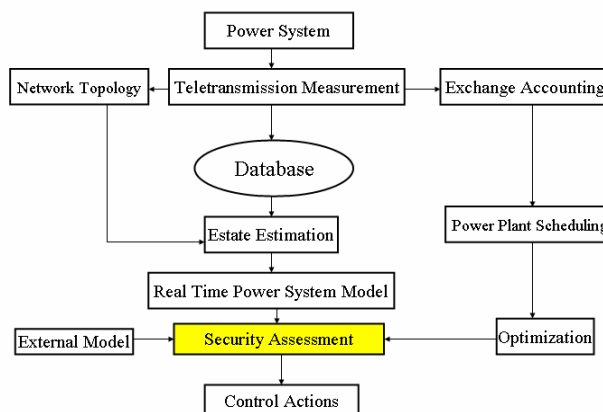 Power System
Network Topology
Teletransmission Measurement
Exchange Accounting
Database
Estate Estimation
Power Plant Scheduling
Real Time Power System Model
External Model
Security Assessment
Optimization
Control Actions